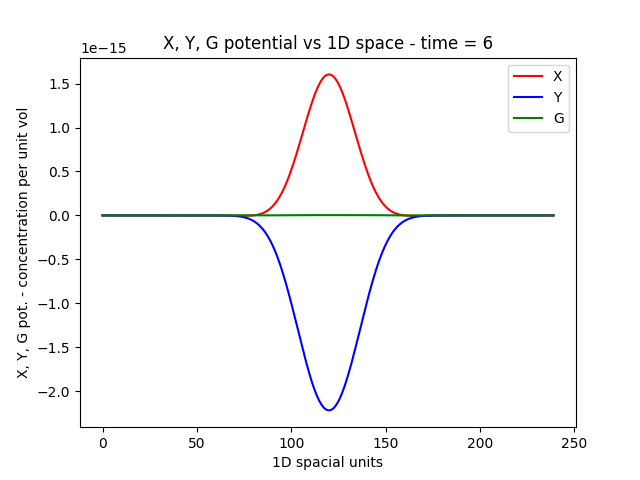 X, Y, G potential vs 1D space - time = 6
1e−15
X
Y
G
1.5
1.0
0.5
0.0
−0.5
−1.0
−1.5
−2.0
X, Y, G pot. - concentration per unit vol
0 50 100 150 200 250
1D spacial units